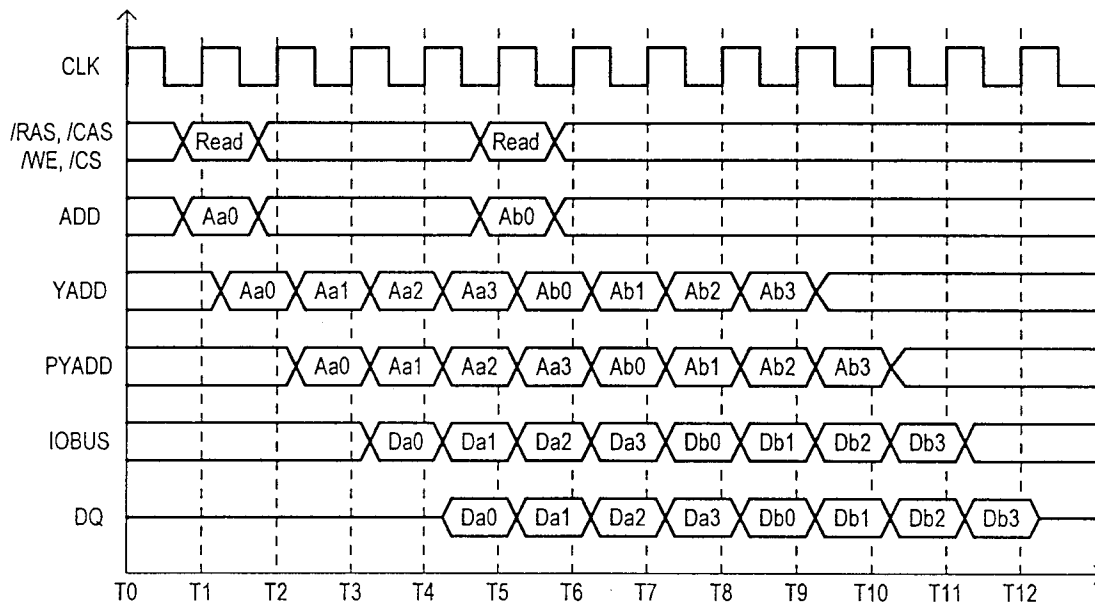 CLK
/RAS, /CAS
/WE, /CS
Read Read
ADD
Aa0 Ab0
YADD
Aa0 Aa1 Aa2 Aa3 Ab0 Ab1 Ab2 Ab3
PYADD
Aa0 Aa1 Aa2 Aa3 Ab0 Ab1 Ab2 Ab3
IOBUS
Da0 Da1 Da2 Da3 Db0 Db1 Db2 Db3
DQ
Da0 Da1 Da2 Da3 Db0 Db1 Db2 Db3
T0 T1 T2 T3 T4 T5 T6 T7 T8 T9 T10 T11 T12